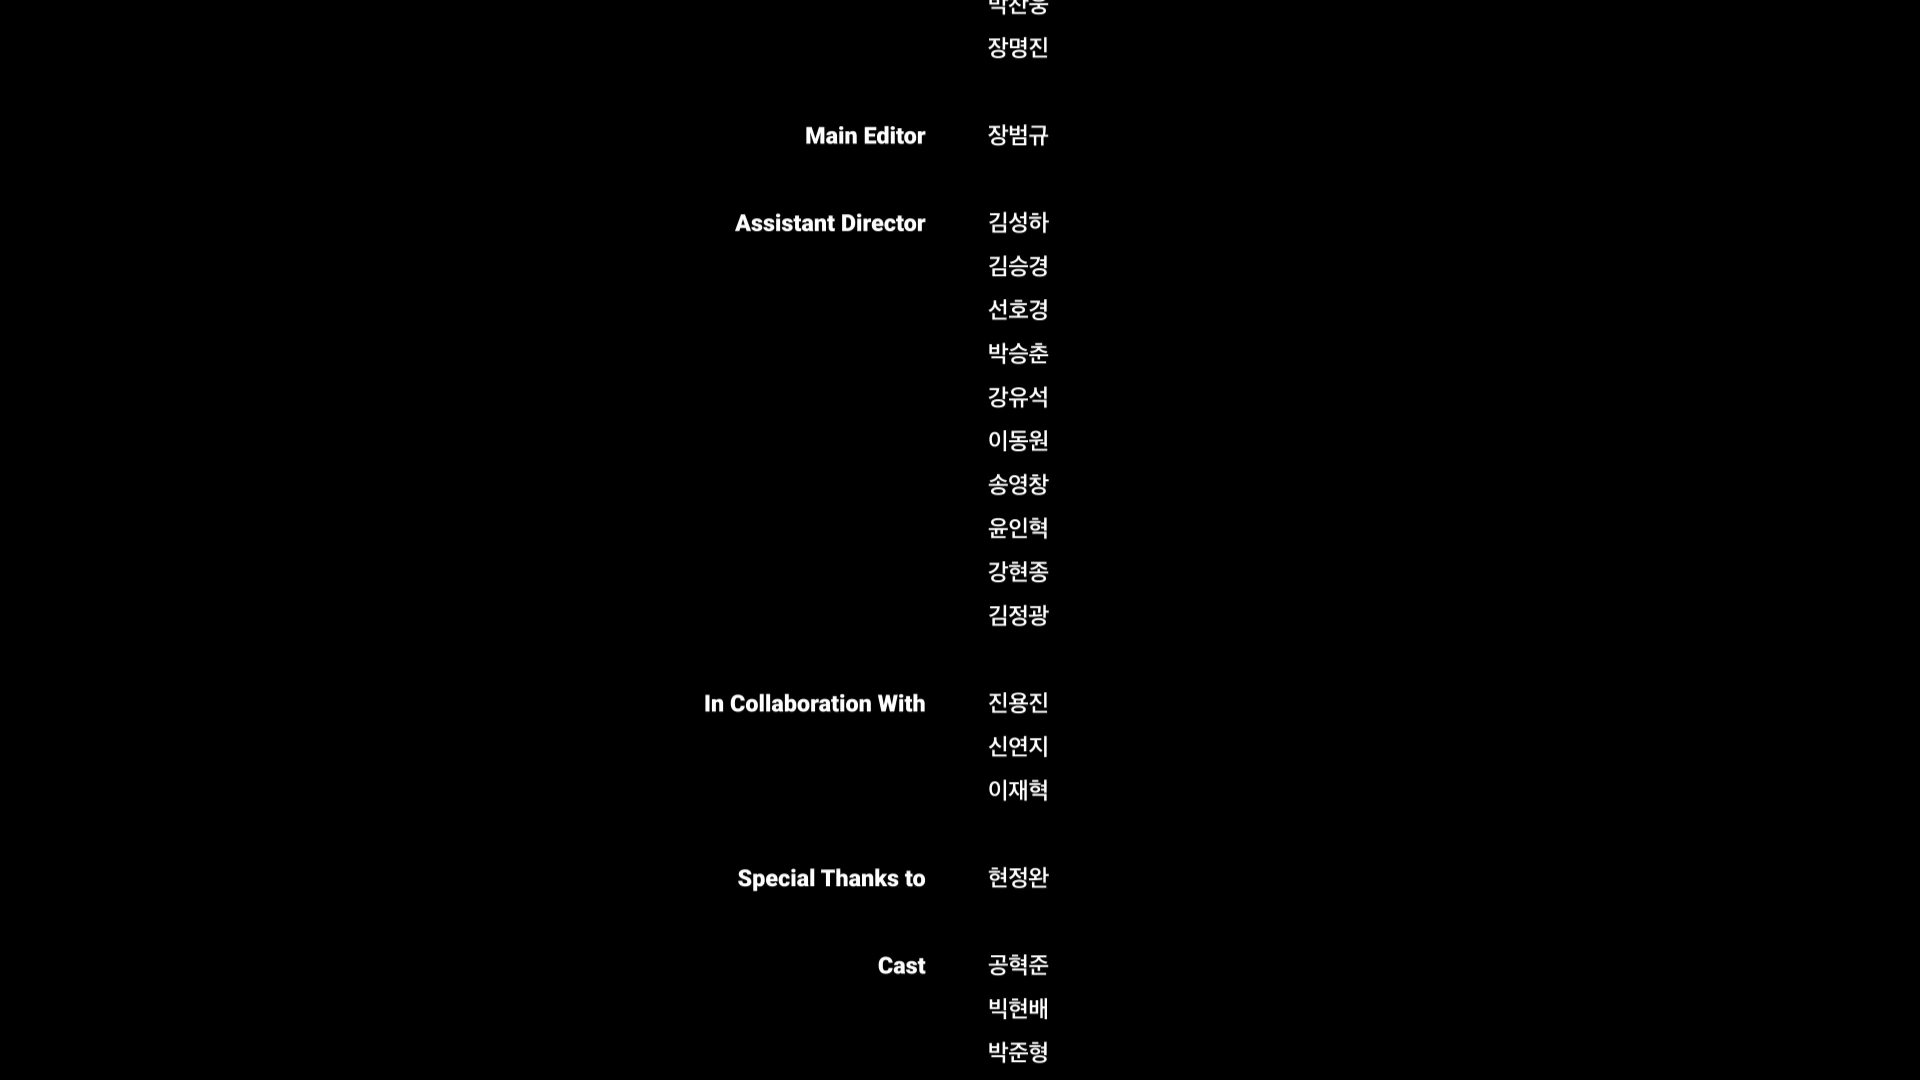 장명진
Main Editor 장범규
Assistant Director 김성하
김승경
선호경
박승춘
강유석
이동원
송영창
윤인혁
강현종
김정광
In Collaboration With 진용진
신연지
이재혁
Special Thanks to 현정완
Cast 공혁준
빅현배
박준형